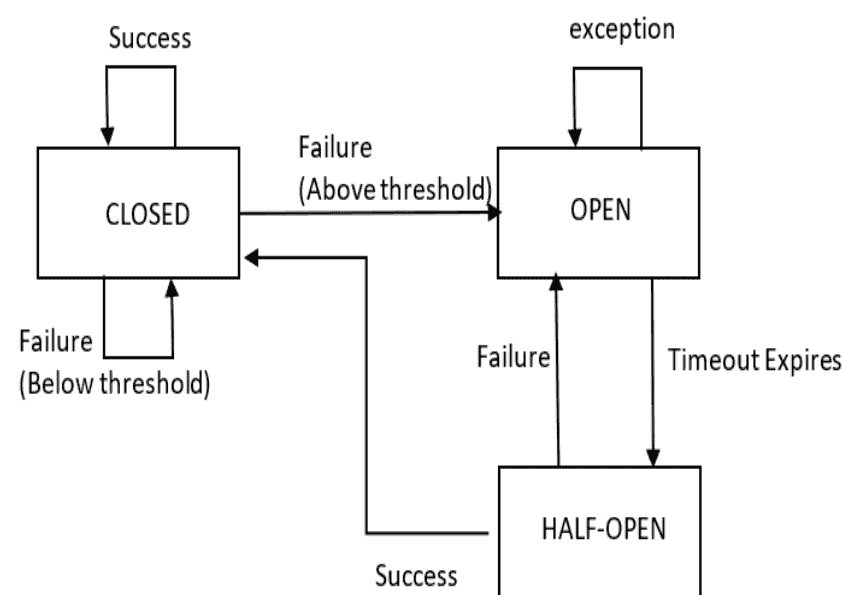 Success
exception
Failure
(Above threshold)
CLOSED
OPEN
Failure
(Below threshold)
Failure
Timeout Expires
HALF-OPEN
Success